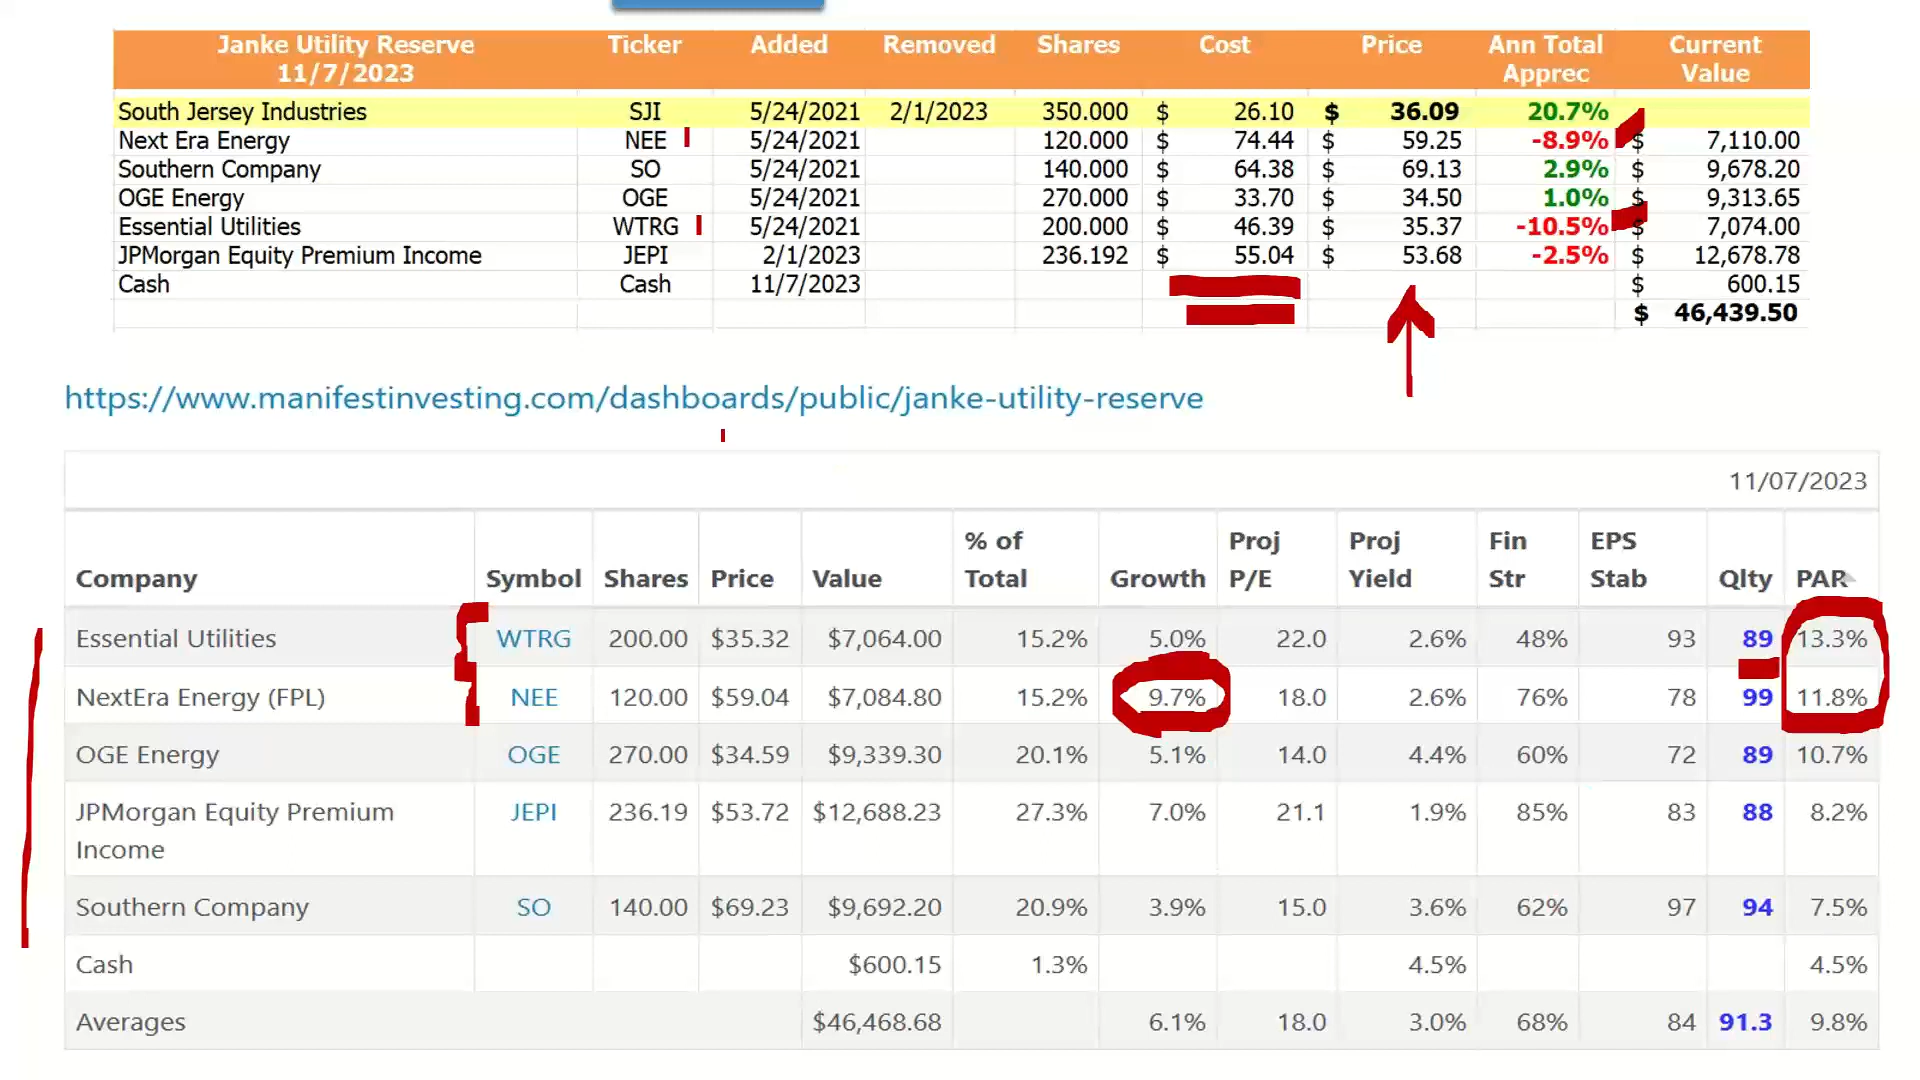 Janke Utility Reserve 11/7/2023 Ticker Added Removed Shares Cost Price Ann Total Apprec Current Value
South Jersey Industries SJI 5/24/2021 2/1/2023 350.000 $ 26.10 $ 36.09 20.7%
Next Era Energy NEE 5/24/2021 120.000 $ 74.44 $ 59.25 -8.9% $ 7,110.00
Southern Company SO 5/24/2021 140.000 $ 64.38 $ 69.13 2.9% $ 9,678.20
OGE Energy OGE 5/24/2021 270.000 $ 33.70 $ 34.50 1.0% $ 9,313.65
Essential Utilities WTRG 5/24/2021 200.000 $ 46.39 $ 35.37 -10.5% $ 7,074.00
JPMorgan Equity Premium Income JEPI 2/1/2023 236.192 $ 55.04 $ 53.68 -2.5% $ 12,678.78
Cash Cash 11/7/2023 $ 600.15
$ 46,439.50
https://www.manifestinvesting.com/dashboards/public/janke-utility-reserve
11/07/2023
Company Symbol Shares Price Value % of Total Growth Proj P/E Proj Yield Fin Str EPS Stab Qlty PAR
Essential Utilities WTRG 200.00 $35.32 $7,064.00 15.2% 5.0% 22.0 2.6% 48% 93 89 13.3%
NextEra Energy (FPL) NEE 120.00 $59.04 $7,084.80 15.2% 9.7% 18.0 2.6% 76% 78 99 11.8%
OGE Energy OGE 270.00 $34.59 $9,339.30 20.1% 5.1% 14.0 4.4% 60% 72 89 10.7%
JPMorgan Equity Premium Income JEPI 236.19 $53.72 $12,688.23 27.3% 7.0% 21.1 1.9% 85% 83 88 8.2%
Southern Company SO 140.00 $69.23 $9,692.20 20.9% 3.9% 15.0 3.6% 62% 97 94 7.5%
Cash $600.15 1.3% 4.5% 4.5%
Averages $46,468.68 6.1% 18.0 3.0% 68% 84 91.3 9.8%